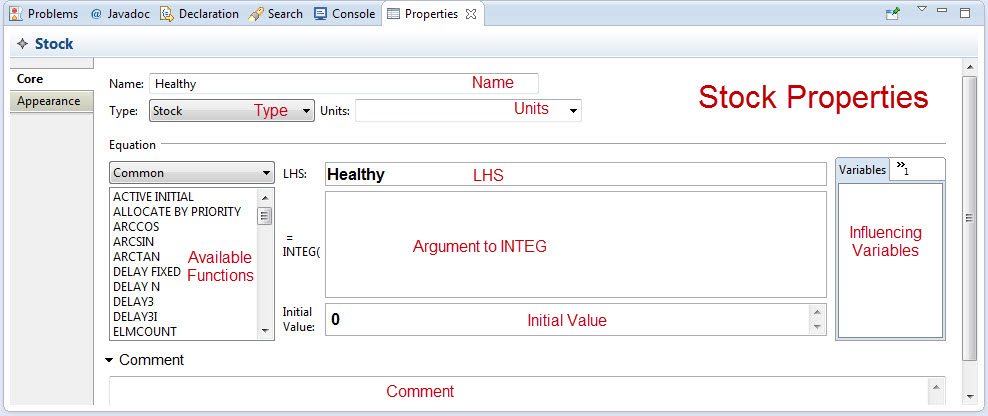 Problems @ Javadoc Declaration Search Console Properties
Stock
Core
Appearance
Name: Healthy Name
Type: Stock Type Units: Units
Stock Properties
Equation
Common
LHS: Healthy LHS
Variables »1
ACTIVE INITIAL
ALLOCATE BY PRIORITY
ARCCOS
ARCSIN
ARCTAN
DELAY FIXED
DELAY N
DELAY3
DELAY3I
ELMCOUNT
Available
Functions
=
INTEG(
Argument to INTEG
Influencing
Variables
Initial
Value:
0 Initial Value
Comment
Comment